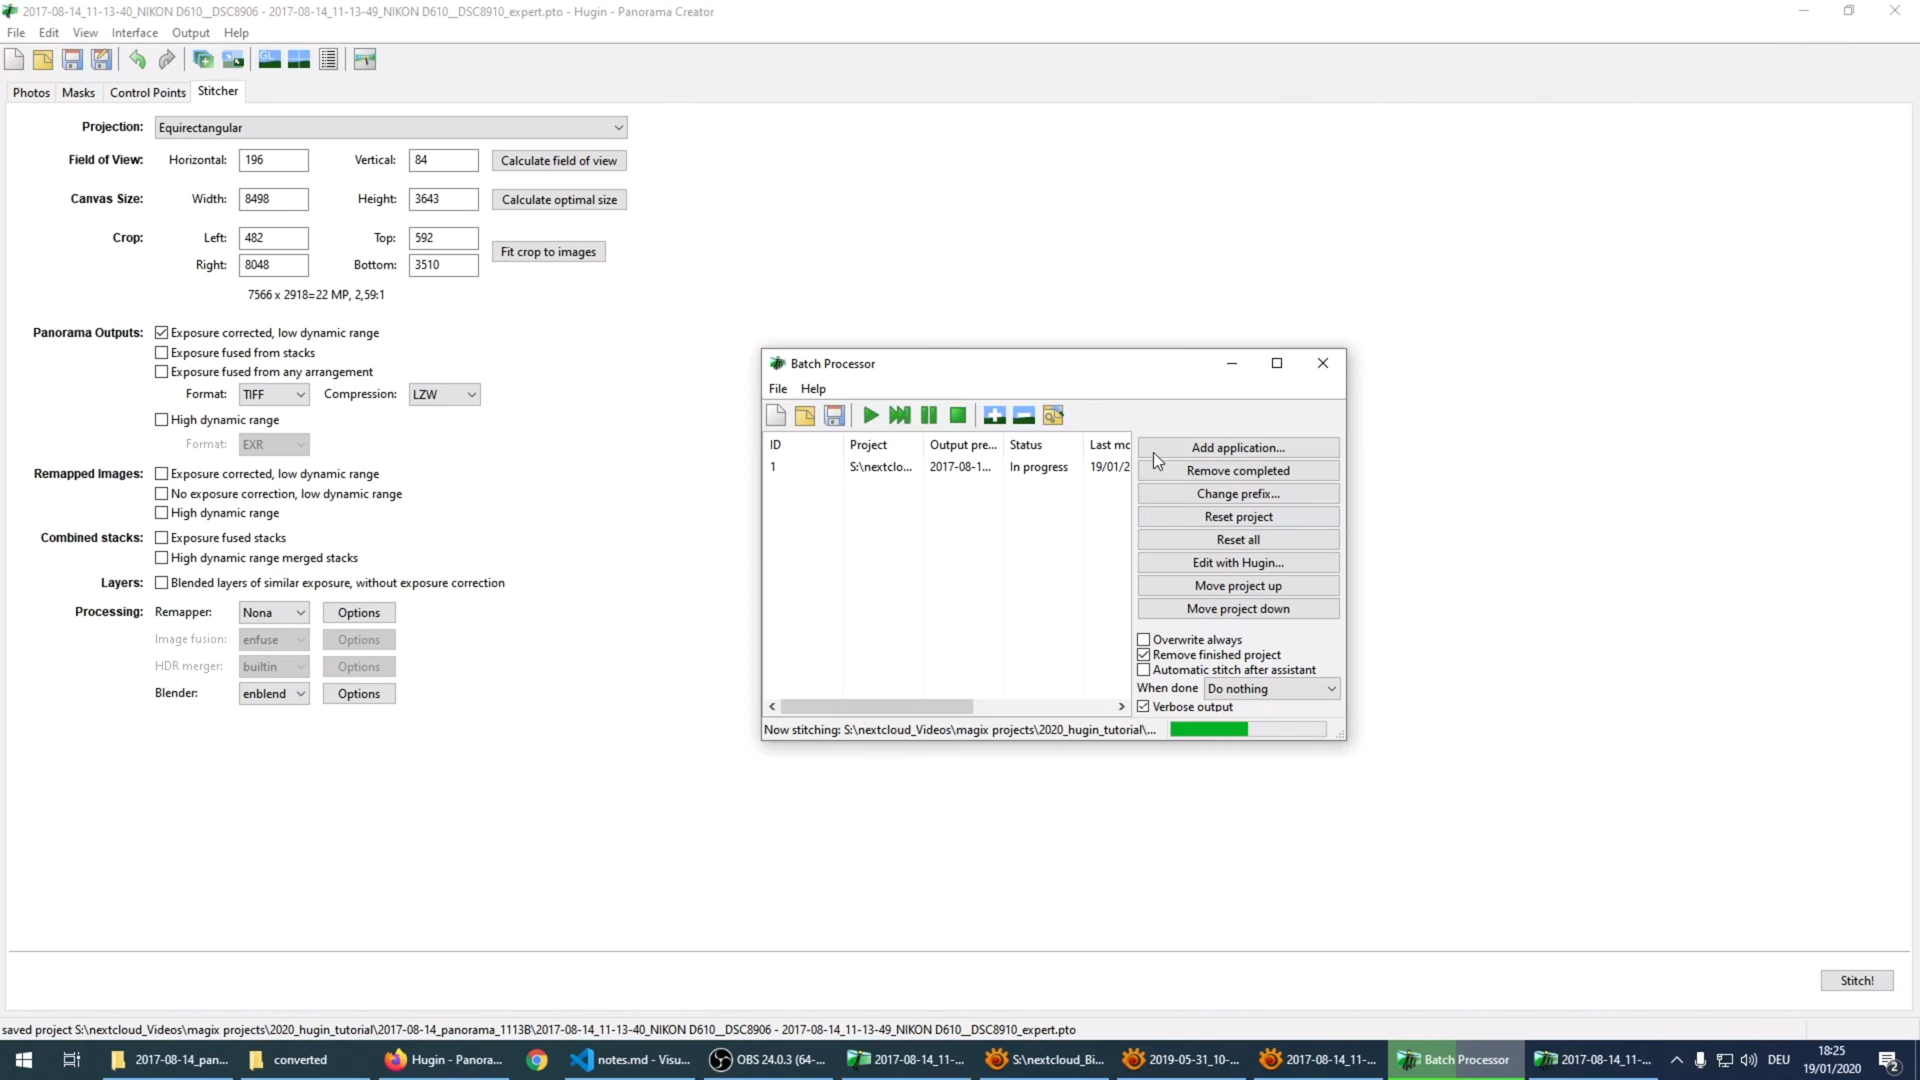 2017-08-14_11-13-40_NIKON D610__DSC8906 - 2017-08-14_11-13-49_NIKON D610__DSC8910_expert.pto - Hugin - Panorama Creator
File Edit View Interface Output Help
GL
Photos Masks Control Points Stitcher
Projection: Equirectangular
Field of View: Horizontal: 196 Vertical: 84 Calculate field of view
Canvas Size: Width: 8498 Height: 3643 Calculate optimal size
Crop: Left: 482 Top: 592 Fit crop to images
Right: 8048 Bottom: 3510
7566 x 2918=22 MP, 2,59:1
Panorama Outputs: Exposure corrected, low dynamic range
Exposure fused from stacks
Exposure fused from any arrangement
Format: TIFF Compression: LZW
High dynamic range
Format: EXR
Remapped Images: Exposure corrected, low dynamic range
No exposure correction, low dynamic range
High dynamic range
Combined stacks: Exposure fused stacks
High dynamic range merged stacks
Layers: Blended layers of similar exposure, without exposure correction
Processing: Remapper: Nona Options
Image fusion: enfuse Options
HDR merger: builtin Options
Blender: enblend Options
Batch Processor
File Help
ID Project Output pre... Status Last mc
1 S:\nextclo... 2017-08-1... In progress 19/01/2
Add application...
Remove completed
Change prefix...
Reset project
Reset all
Edit with Hugin...
Move project up
Move project down
Overwrite always
Remove finished project
Automatic stitch after assistant
When done Do nothing
Verbose output
Now stitching: S:\nextcloud_Videos\magix projects\2020_hugin_tutorial\...
Stitch!
saved project S:\nextcloud_Videos\magix projects\2020_hugin_tutorial\2017-08-14_panorama_1113B\2017-08-14_11-13-40_NIKON D610__DSC8906 - 2017-08-14_11-13-49_NIKON D610__DSC8910_expert.pto
2017-08-14_pan... converted Hugin - Panora... notes.md - Visu... OBS 24.0.3 (64-... 2017-08-14_11-... S:\nextcloud_Bi... 2019-05-31_10-... 2017-08-14_11-... Batch Processor 2017-08-14_11-... DEU 18:25
19/01/2020 2